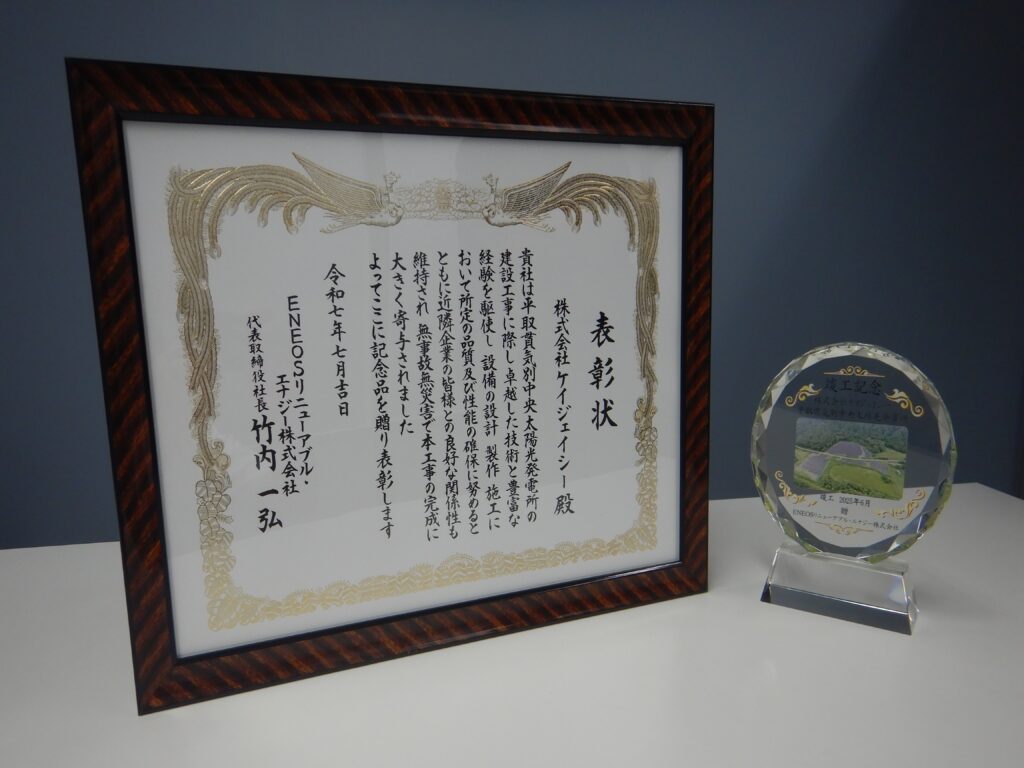 表彰状
株式会社ケイジェイシー殿
貴社は平取貫気別中央太陽光発電所の
建設工事に際し 卓越した技術と豊富な
経験を駆使し 設備の設計 製作 施工に
おいて所定の品質及び性能の確保に努めると
ともに近隣企業の皆様との良好な関係性も
維持され 無事故無災害で本工事の完成に
大きく寄与されました
よってここに記念品を贈り表彰します
令和七年七月吉日
ENEOSリニューアブル・
エナジー株式会社
代表取締役社長 竹内一弘
竣工記念
竣工 2025年6月
贈
ENEOSリニューアブル・エナジー株式会社